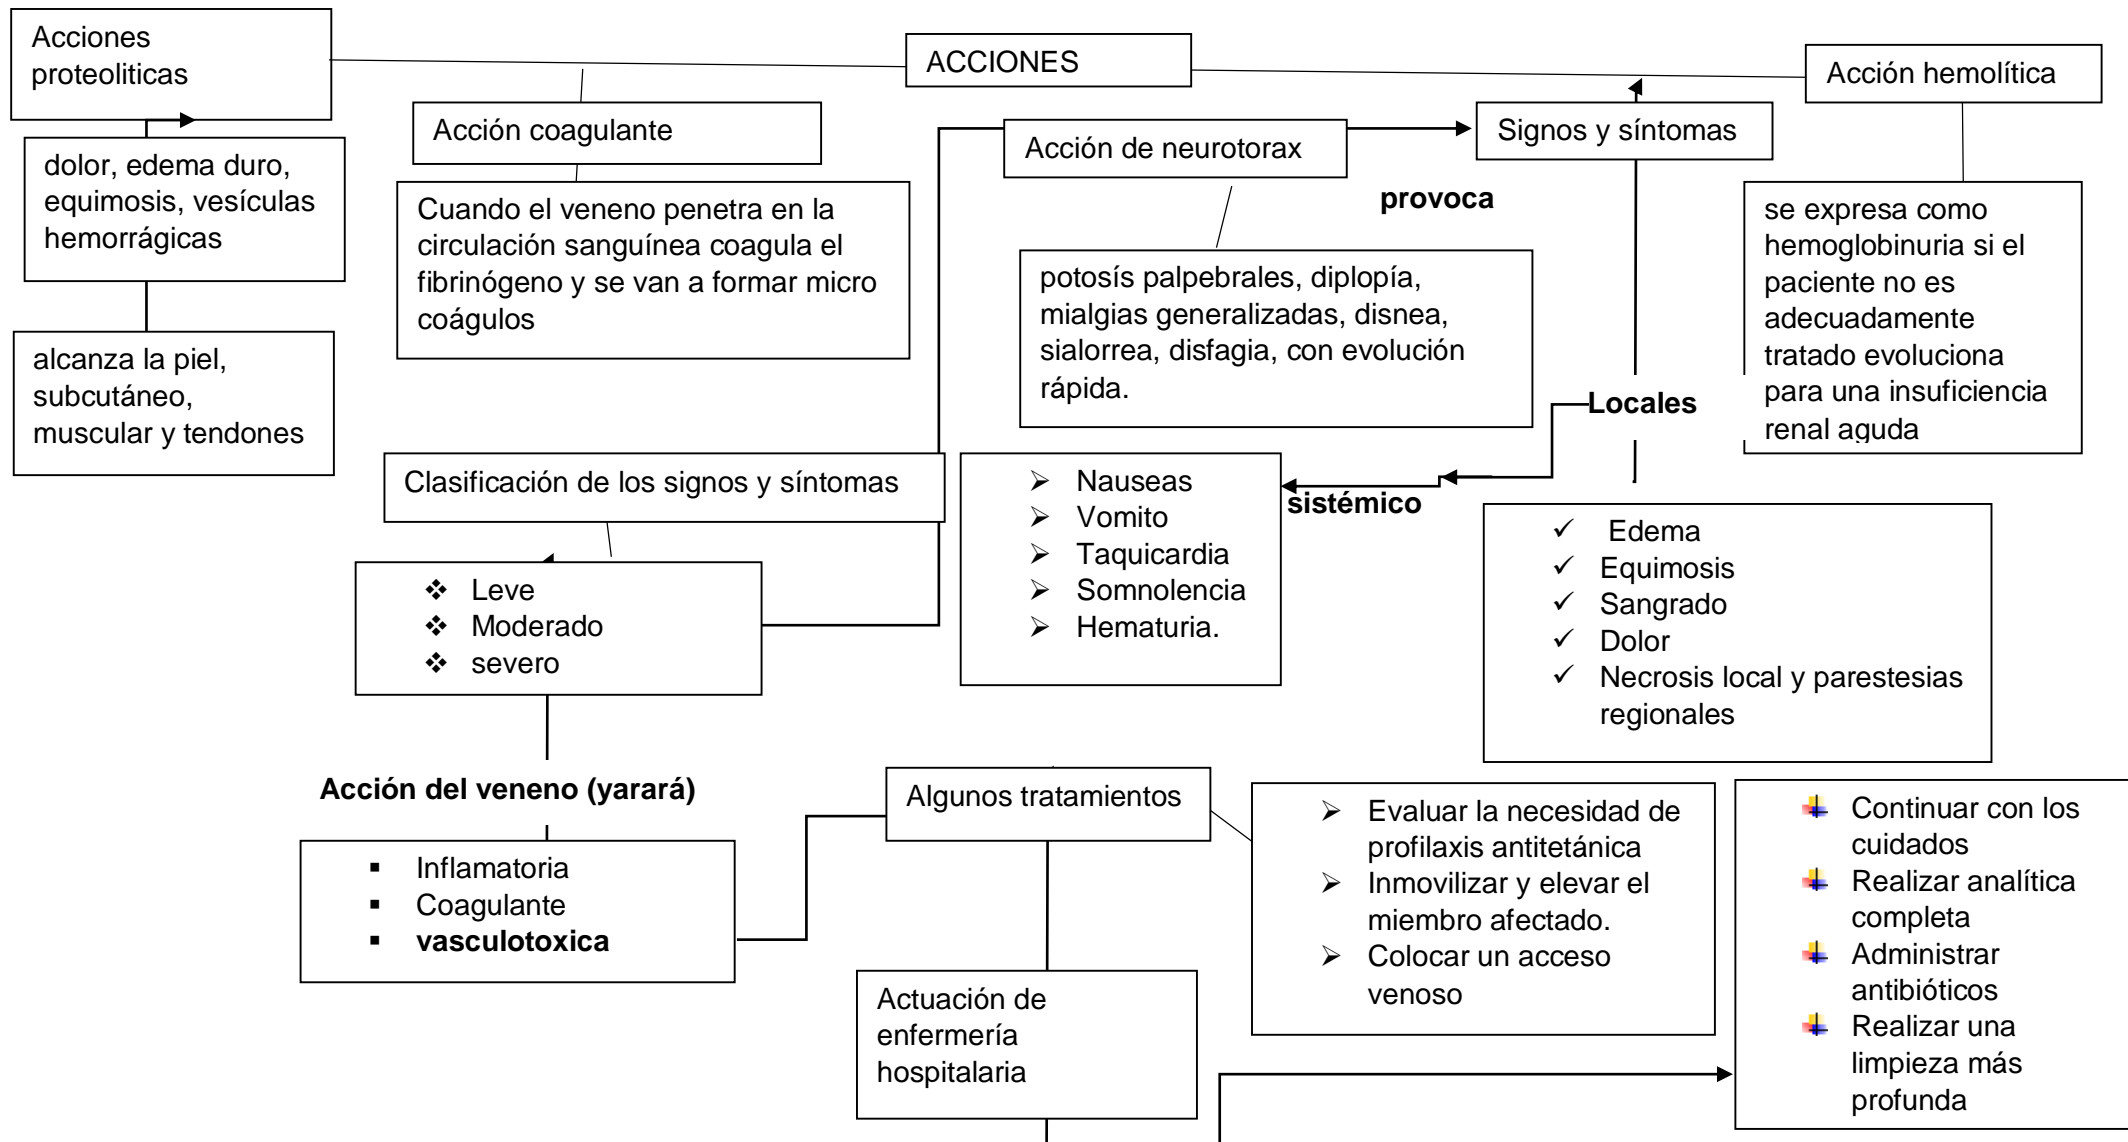 Acciones
proteoliticas
ACCIONES
Acción hemolítica
Acción coagulante
Acción de neurotorax
Signos y síntomas
dolor, edema duro,
equimosis, vesículas
hemorrágicas
Cuando el veneno penetra en la
circulación sanguínea coagula el
fibrinógeno y se van a formar micro
coágulos
provoca
se expresa como
hemoglobinuria si el
paciente no es
adecuadamente
tratado evoluciona
para una insuficiencia
renal aguda
potosís palpebrales, diplopía,
mialgias generalizadas, disnea,
sialorrea, disfagia, con evolución
rápida.
alcanza la piel,
subcutáneo,
muscular y tendones
Locales
Clasificación de los signos y síntomas
➢ Nauseas
➢ Vomito
➢ Taquicardia
➢ Somnolencia
➢ Hematuria.
sistémico
✓ Edema
✓ Equimosis
✓ Sangrado
✓ Dolor
✓ Necrosis local y parestesias
regionales
❖ Leve
❖ Moderado
❖ severo
Acción del veneno (yarará)
Algunos tratamientos
➢ Evaluar la necesidad de
profilaxis antitetánica
➢ Inmovilizar y elevar el
miembro afectado.
➢ Colocar un acceso
venoso
Continuar con los
cuidados
Realizar analítica
completa
Administrar
antibióticos
Realizar una
limpieza más
profunda
▪ Inflamatoria
▪ Coagulante
▪ vasculotoxica
Actuación de
enfermería
hospitalaria